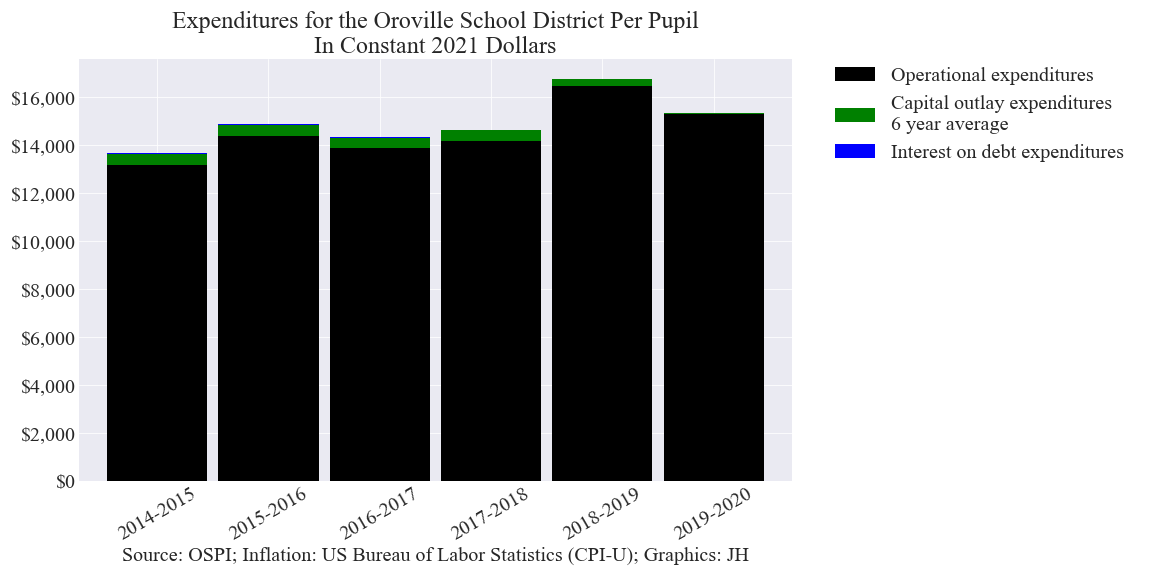 Expenditures for the Oroville School District Per Pupil
In Constant 2021 Dollars
Operational expenditures
Capital outlay expenditures
6 year average
Interest on debt expenditures
$16,000
$14,000
$12,000
$10,000
$8,000
$6,000
$4,000
$2,000
$0
2014-2015
2015-2016
2016-2017
2017-2018
2018-2019
2019-2020
Source: OSPI; Inflation: US Bureau of Labor Statistics (CPI-U); Graphics: JH